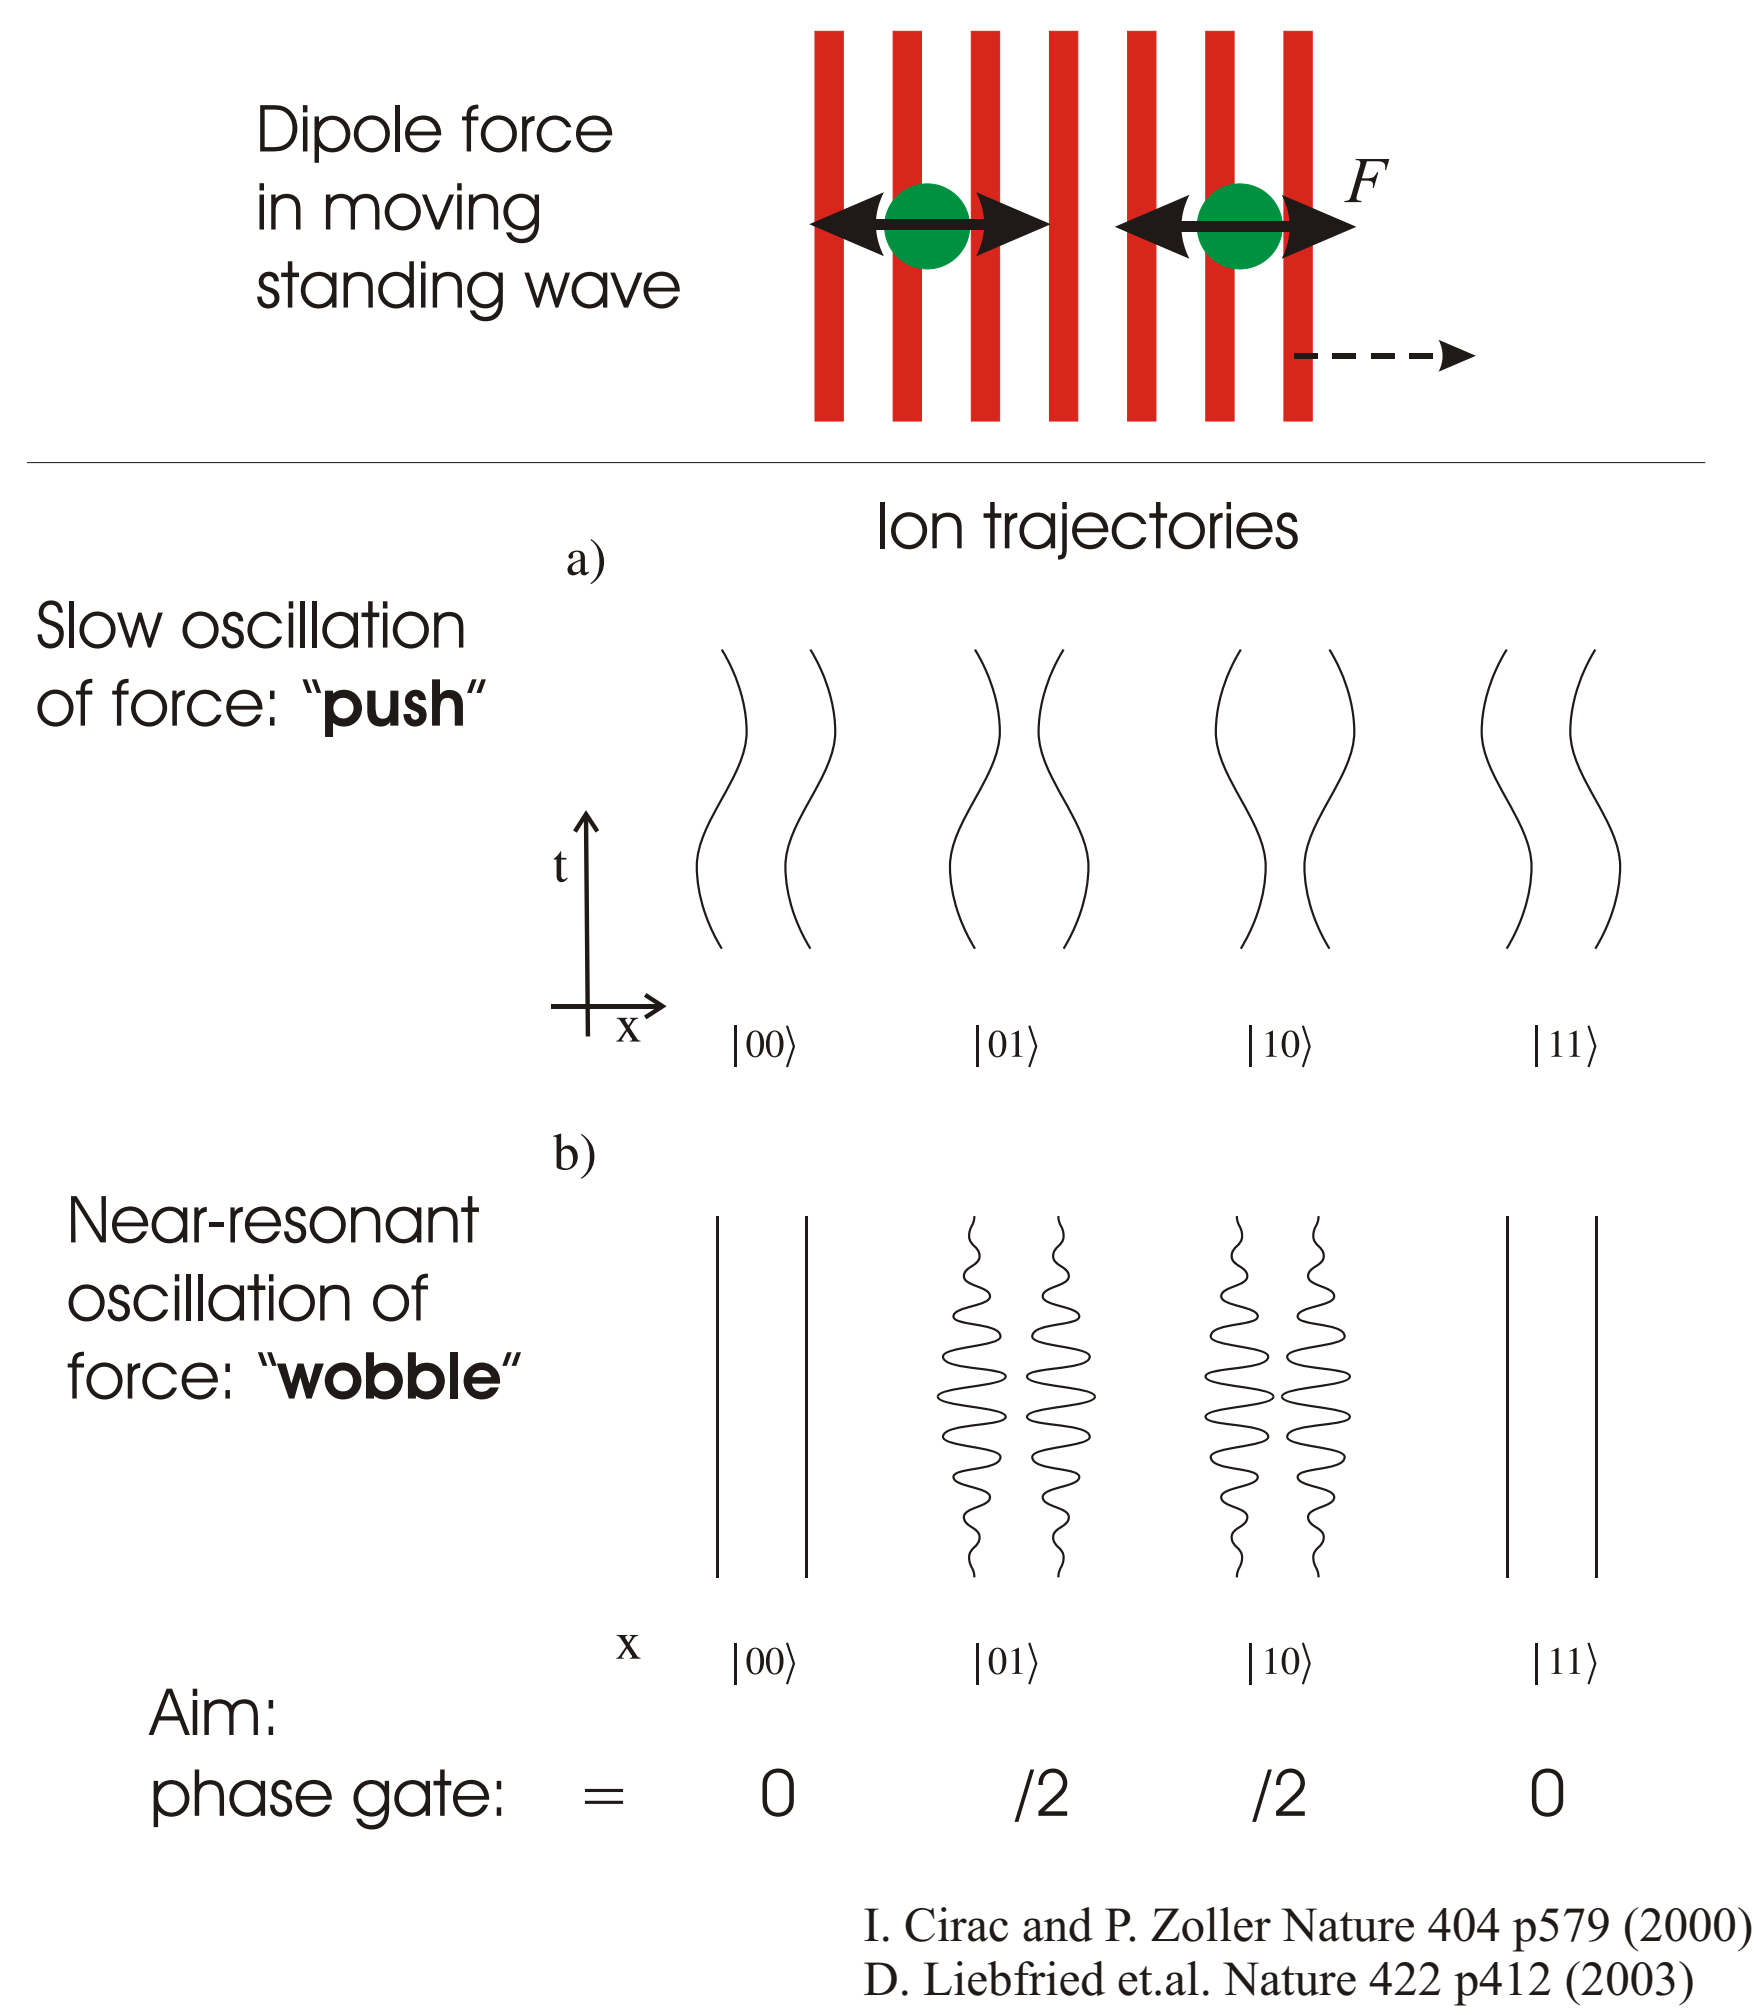 Dipole force
in moving
standing wave
F
Ion trajectories
a)
Slow oscillation
of force: “push”
t
x
|00⟩ |01⟩ |10⟩ |11⟩
b)
Near-resonant
oscillation of
force: “wobble”
x
|00⟩ |01⟩ |10⟩ |11⟩
Aim:
phase gate: = 0 /2 /2 0
I. Cirac and P. Zoller Nature 404 p579 (2000)
D. Liebfried et.al. Nature 422 p412 (2003)